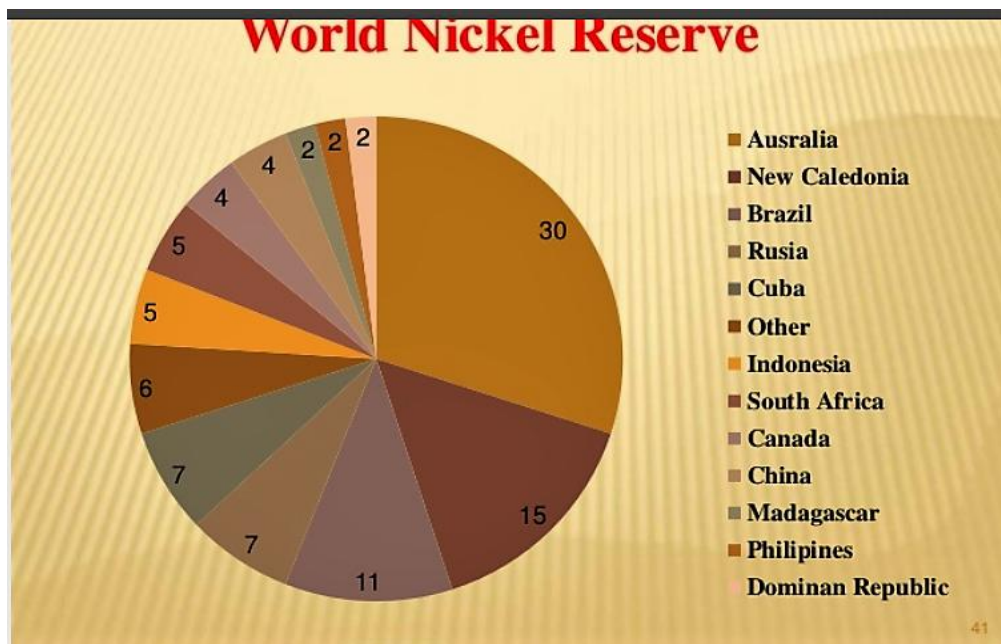 World Nickel Reserve
2
2
2
4
4
5
5
6
7
7
11
15
30
Ausralia
New Caledonia
Brazil
Rusia
Cuba
Other
Indonesia
South Africa
Canada
China
Madagascar
Philipines
Dominan Republic
41